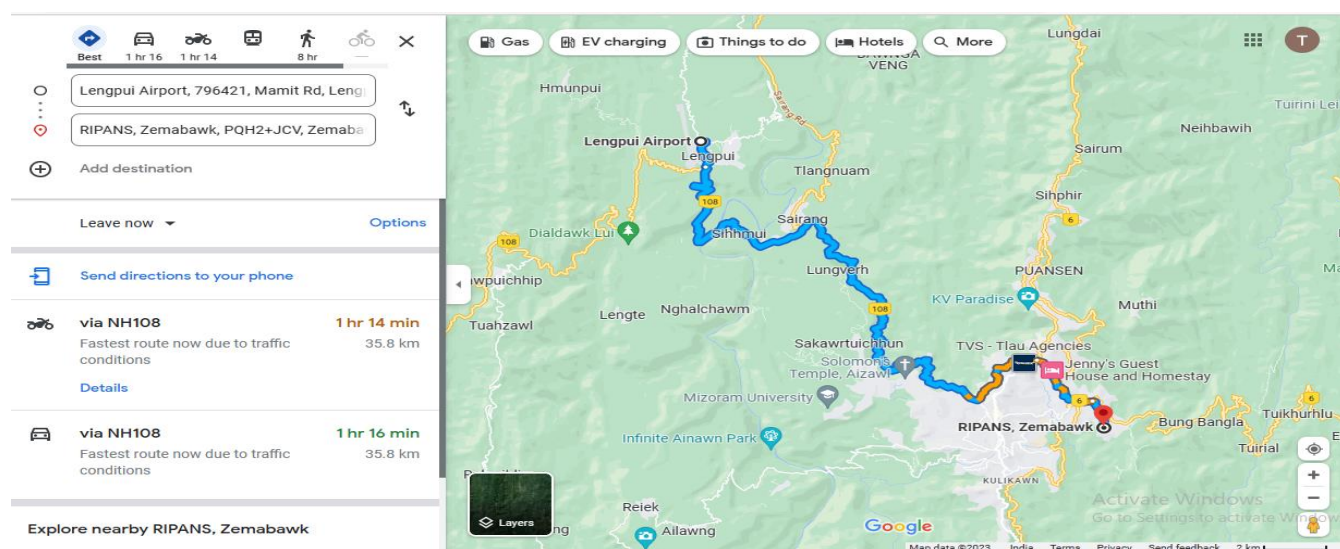 Best
1 hr 16
1 hr 14
8 hr
Lengpui Airport, 796421, Mamit Rd, Leng
RIPANS, Zemabawk, PQH2+JCV, Zemaba
Add destination
Leave now
Options
Send directions to your phone
via NH108
1 hr 14 min
Fastest route now due to traffic
35.8 km
conditions
Details
via NH108
1 hr 16 min
Fastest route now due to traffic
35.8 km
conditions
Explore nearby RIPANS, Zemabawk
Gas
EV charging
Things to do
Hotels
More
T
Lungdai
VENG
Hmunpui
Sairang Rd
Tuirini Lei
Neihbawih
Lengpui Airport
Lengpui
Sairum
Tlangnuam
Sihphir
108
6
Sairang
Dialdawk Lui
Sihhmui
108
Lungverh
PUANSEN
wpuichhip
KV Paradise
Muthi
Lengte
Nghalchawm
108
Tuahzawl
Sakawrtuichhun
TVS - Tlau Agencies
Solomon's
Temple, Aizawl
Jenny's Guest
House and Homestay
Mizoram University
6
6
RIPANS, Zemabawk
Bung Bangla
Tuikhurhlu
Infinite Ainawn Park
Tuirial
KULIKAWN
Layers
Reiek
Ailawng
Google
Activate Windows
Go to Settings to activate Window
Map data ©2023
India
Terms
Privacy
Send feedback
2 km